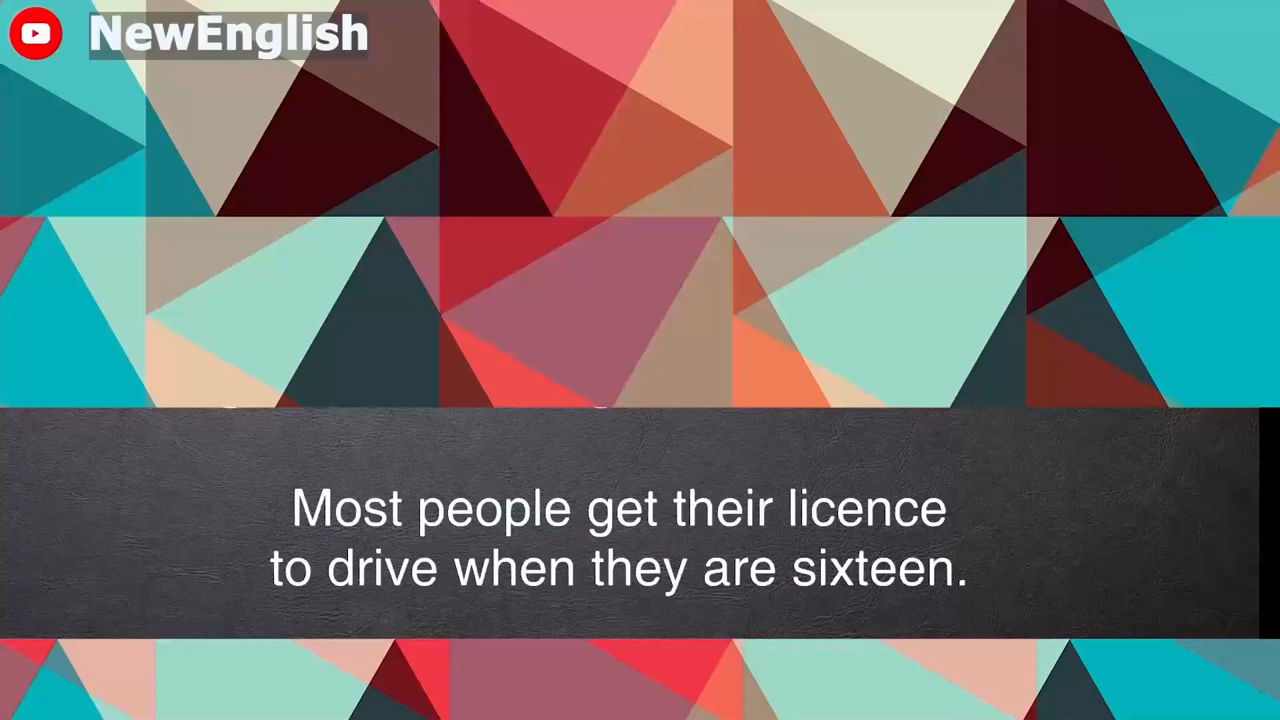 NewEnglish
Most people get their licence
to drive when they are sixteen.